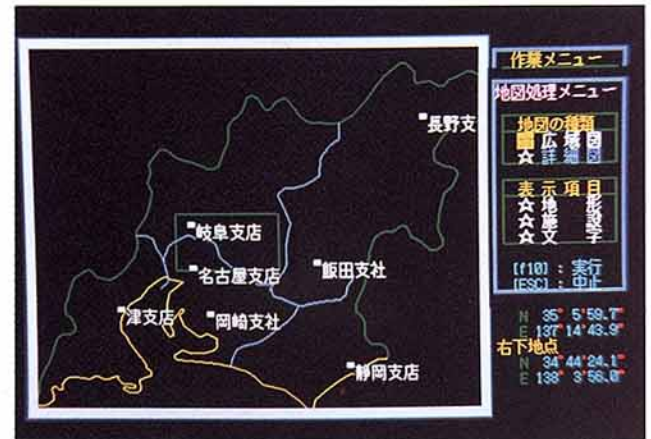 作業メニュー
地図処理メニュー
地図の種類
広域図
☆ 詳細図
表示項目
☆ 地形
☆ 施設
☆ 文字
[f10] : 実行
[ESC] : 中止
N 35° 5'59.7"
E 137°14'43.9"
右下地点
N 34°44'24.1"
E 138° 3'56.0"
長野支
岐阜支店
名古屋支店
飯田支社
津支店
岡崎支社
静岡支店